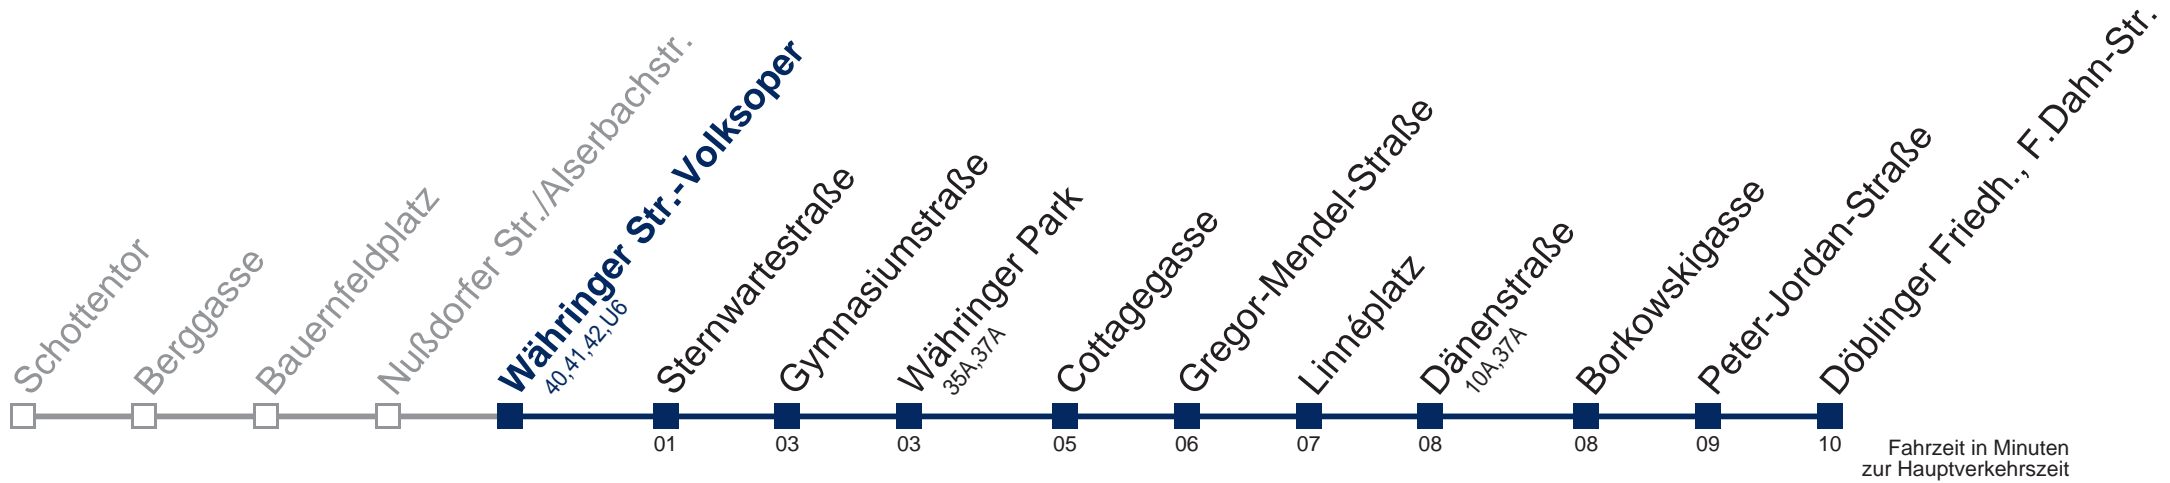 Schottentor
Berggasse
Bauernfeldplatz
Nußdorfer Str./Alserbachstr.
Währinger Str.-Volksoper
40,41,42,U6
Sternwartestraße
Gymnasiumstraße
Währinger Park
35A,37A
Cottagegasse
Gregor-Mendel-Straße
Linnéplatz
Dänenstraße
10A,37A
Borkowskigasse
Peter-Jordan-Straße
Döblinger Friedh., F.Dahn-Str.
01 03 03 05 06 07 08 08 09 10
Fahrzeit in Minuten
zur Hauptverkehrszeit